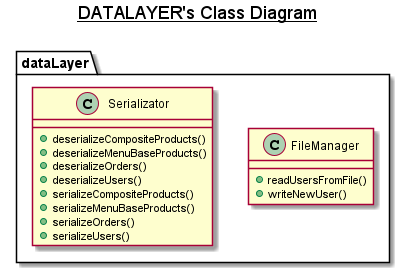 DATALAYER's Class Diagram
dataLayer
C Serializator
deserializeCompositeProducts()
deserializeMenuBaseProducts()
deserializeOrders()
deserializeUsers()
serializeCompositeProducts()
serializeMenuBaseProducts()
serializeOrders()
serializeUsers()
C FileManager
readUsersFromFile()
writeNewUser()